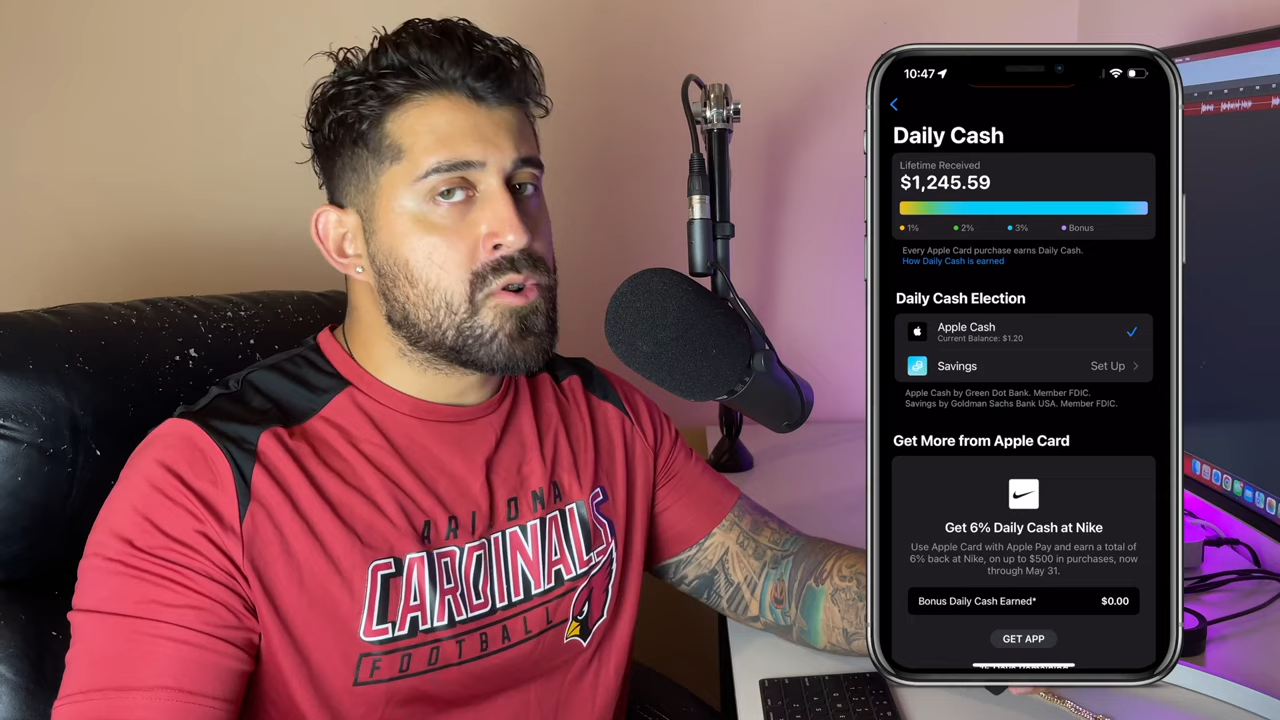 ARIZONA
CARDINALS
FOOTBALL
10:47
Daily Cash
Lifetime Received
$1,245.59
1%
2%
3%
Bonus
Every Apple Card purchase earns Daily Cash.
How Daily Cash is earned
Daily Cash Election
Apple Cash
Current Balance: $1.20
Savings
Set Up
Apple Cash by Green Dot Bank. Member FDIC.
Savings by Goldman Sachs Bank USA. Member FDIC.
Get More from Apple Card
Get 6% Daily Cash at Nike
Use Apple Card with Apple Pay and earn a total of
6% back at Nike, on up to $500 in purchases, now
through May 31.
Bonus Daily Cash Earned*
$0.00
GET APP